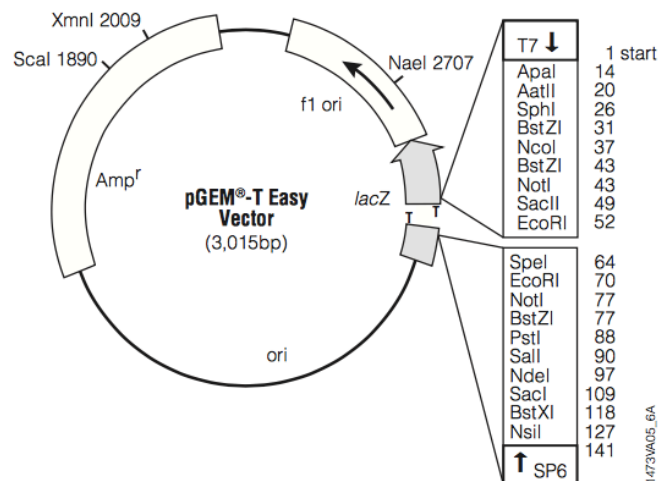 XmnI 2009
ScaI 1890
NaeI 2707
f1 ori
Ampr
pGEM®-T Easy
Vector
(3,015bp)
lacZ
T
T
ori
T7 ↓
1 start
ApaI 14
AatII 20
SphI 26
BstZI 31
NcoI 37
BstZI 43
NotI 43
SacII 49
EcoRI 52
SpeI 64
EcoRI 70
NotI 77
BstZI 77
PstI 88
SalI 90
NdeI 97
SacI 109
BstXI 118
NsiI 127
141
↑ SP6
1473VA05_6A